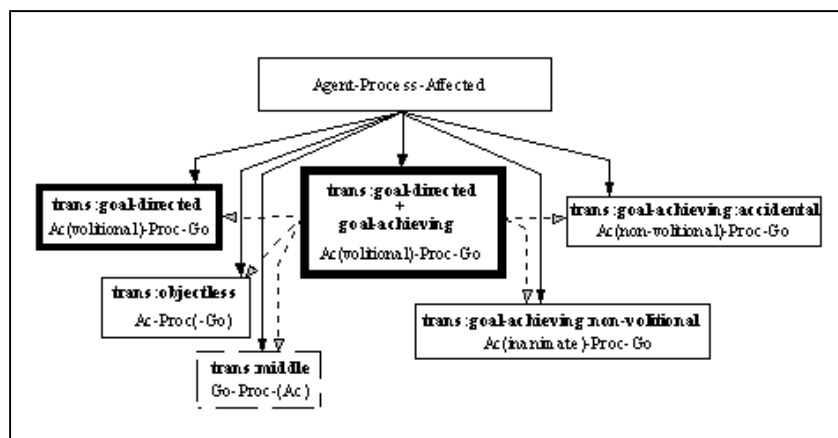 Agent-Process-Affected
trans:goal-directed
Ac(volitional)-Proc-Go
trans:goal-directed
+
goal-achieving
Ac(volitional)-Proc-Go
trans:goal-achieving:accidental
Ac(non-volitional)-Proc-Go
trans:objectless
Ac-Proc(-Go)
trans:goal-achieving:non-volitional
Ac(inanimate)-Proc-Go
trans:middle
Go-Proc-(Ac)